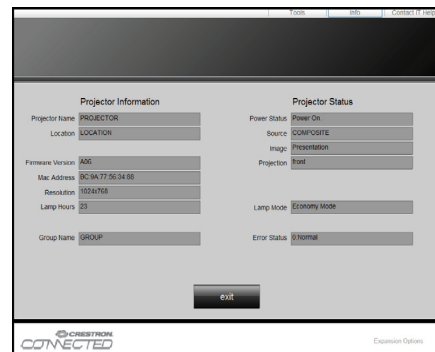 Tools Info Contact IT Help
Projector Information
Projector Name PROJECTOR
Location LOCATION
Firmware Version A06
Mac Address BC:9A:77:56:34:88
Resolution 1024x768
Lamp Hours 23
Group Name GROUP
Projector Status
Power Status Power On
Source COMPOSITE
Image Presentation
Projection front
Lamp Mode Economy Mode
Error Status 0:Normal
exit
CRESTRON
CONNECTED
Expansion Options